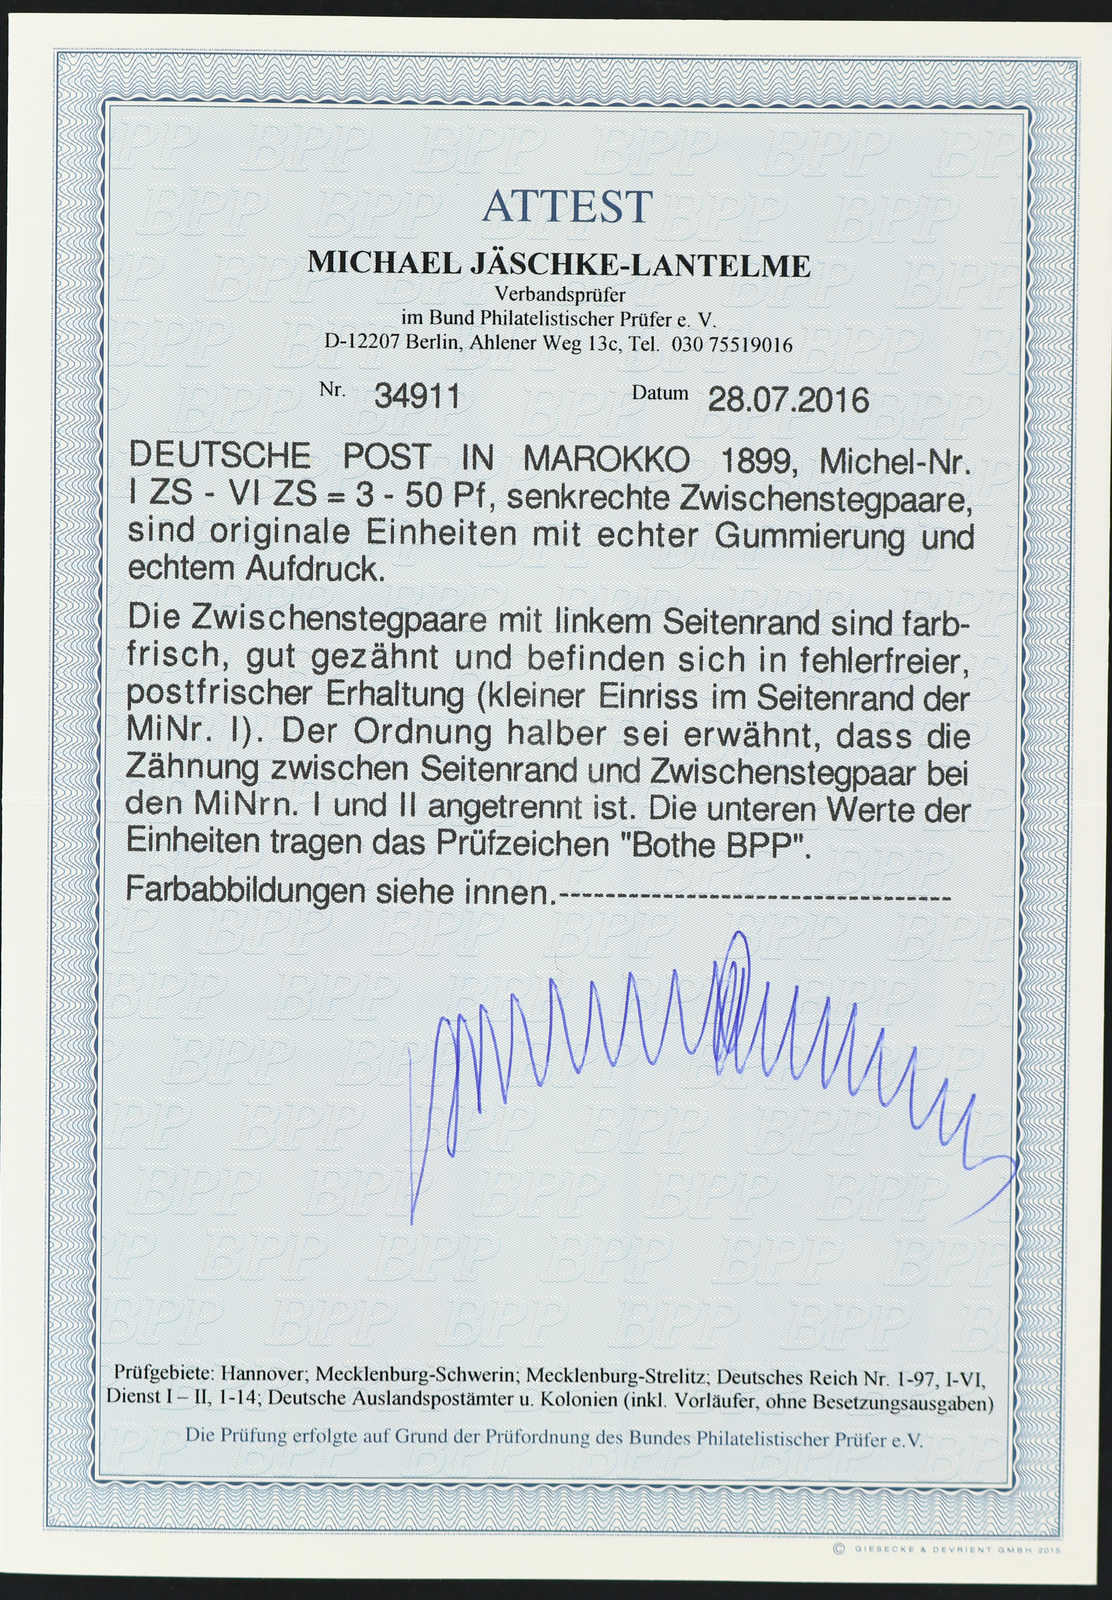 ATTEST
MICHAEL JÄSCHKE-LANTELME
Verbandsprüfer
im Bund Philatelistischer Prüfer e. V.
D-12207 Berlin, Ahlener Weg 13c, Tel. 030 75519016
Nr. 34911 Datum 28.07.2016
DEUTSCHE POST IN MAROKKO 1899, Michel-Nr.
I ZS - VI ZS = 3 - 50 Pf, senkrechte Zwischenstegpaare,
sind originale Einheiten mit echter Gummierung und
echtem Aufdruck.
Die Zwischenstegpaare mit linkem Seitenrand sind farb-
frisch, gut gezähnt und befinden sich in fehlerfreier,
postfrischer Erhaltung (kleiner Einriss im Seitenrand der
MiNr. I). Der Ordnung halber sei erwähnt, dass die
Zähnung zwischen Seitenrand und Zwischenstegpaar bei
den MiNrn. I und II angetrennt ist. Die unteren Werte der
Einheiten tragen das Prüfzeichen "Bothe BPP".
Farbabbildungen siehe innen.----------------------------------
Prüfgebiete: Hannover; Mecklenburg-Schwerin; Mecklenburg-Strelitz; Deutsches Reich Nr. 1-97, I-VI,
Dienst I – II, 1-14; Deutsche Auslandspostämter u. Kolonien (inkl. Vorläufer, ohne Besetzungsausgaben)
Die Prüfung erfolgte auf Grund der Prüfordnung des Bundes Philatelistischer Prüfer e.V.
© GIESECKE & DEVRIENT GMBH 2015